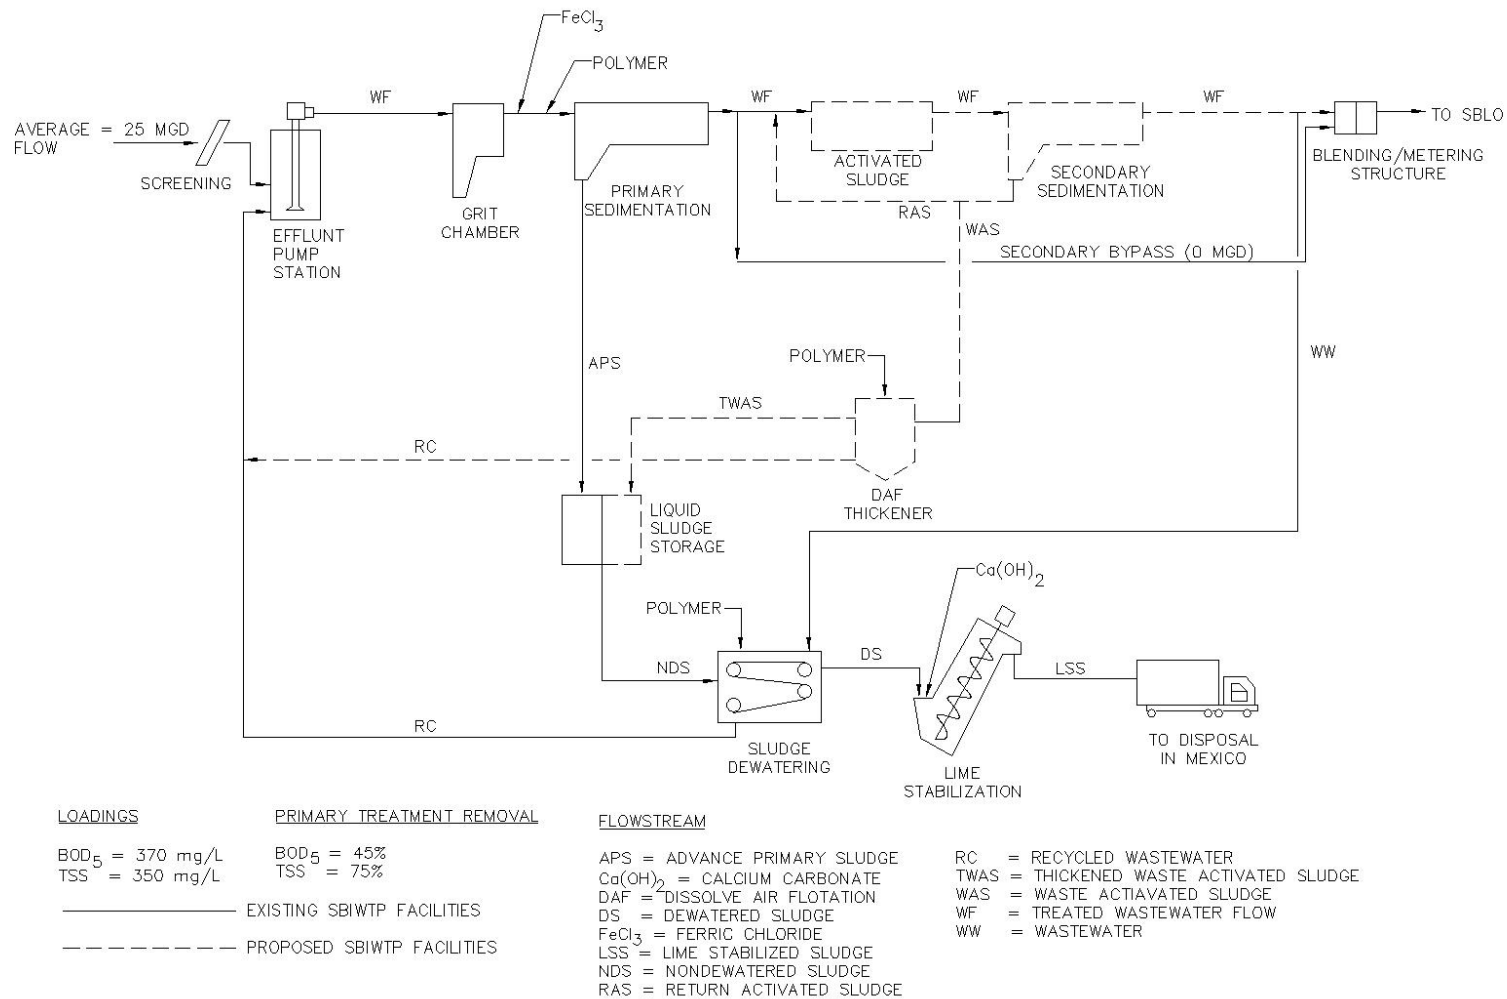 FeCl3
POLYMER
WF
WF
WF
WF
AVERAGE = 25 MGD
FLOW
TO SBLO
SCREENING
BLENDING/METERING
STRUCTURE
ACTIVATED
SLUDGE
SECONDARY
SEDIMENTATION
PRIMARY
SEDIMENTATION
GRIT
CHAMBER
RAS
WAS
EFFLUNT
PUMP
STATION
SECONDARY BYPASS (0 MGD)
WW
POLYMER
APS
TWAS
RC
DAF
THICKENER
LIQUID
SLUDGE
STORAGE
Ca(OH)2
POLYMER
DS
NDS
LSS
RC
SLUDGE
DEWATERING
TO DISPOSAL
IN MEXICO
LIME
STABILIZATION
LOADINGS
BOD5 = 370 mg/L
TSS = 350 mg/L
PRIMARY TREATMENT REMOVAL
BOD5 = 45%
TSS = 75%
EXISTING SBIWTP FACILITIES
PROPOSED SBIWTP FACILITIES
FLOWSTREAM
APS = ADVANCE PRIMARY SLUDGE
Ca(OH)2 = CALCIUM CARBONATE
DAF = DISSOLVE AIR FLOTATION
DS = DEWATERED SLUDGE
FeCl3 = FERRIC CHLORIDE
LSS = LIME STABILIZED SLUDGE
NDS = NONDEWATERED SLUDGE
RAS = RETURN ACTIVATED SLUDGE
RC = RECYCLED WASTEWATER
TWAS = THICKENED WASTE ACTIVATED SLUDGE
WAS = WASTE ACTIAVATED SLUDGE
WF = TREATED WASTEWATER FLOW
WW = WASTEWATER